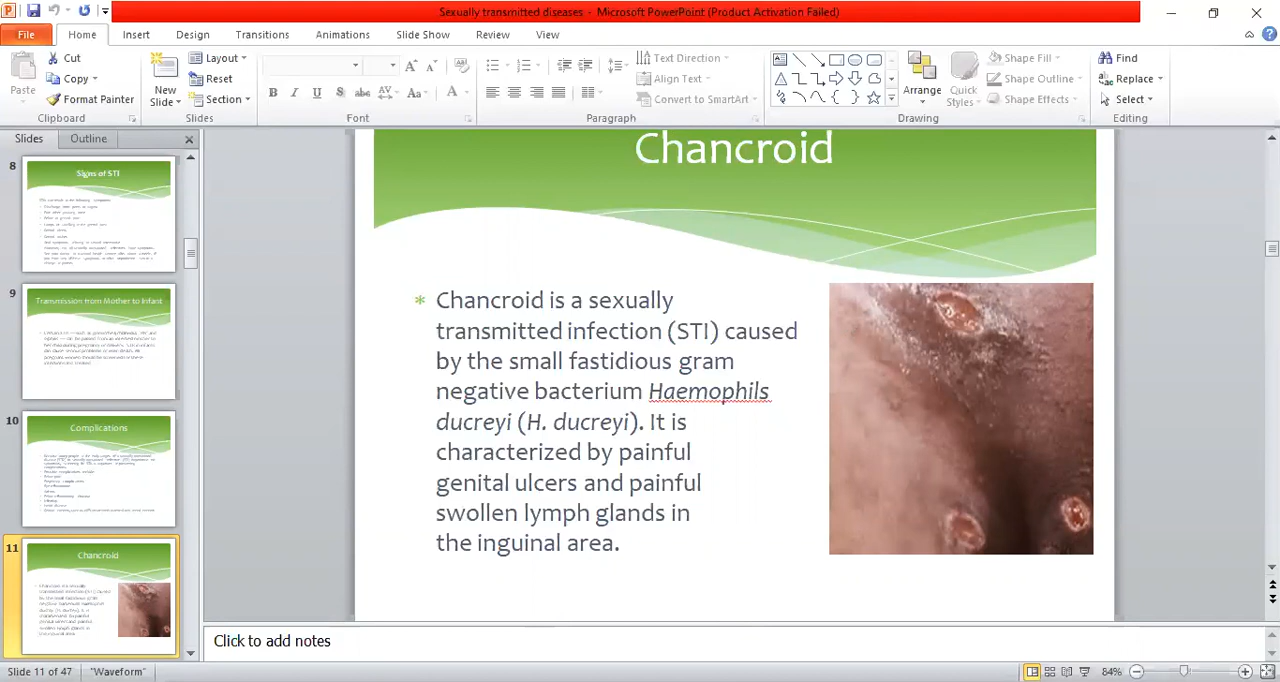 Sexually transmitted diseases - Microsoft PowerPoint (Product Activation Failed)
File Home Insert Design Transitions Animations Slide Show Review View
Paste
Cut
Copy
Format Painter
Clipboard
New Slide
Layout
Reset
Section
Slides
B I U S abc AV Aa A
Font
Text Direction
Align Text
Convert to SmartArt
Paragraph
Arrange
Quick Styles
Shape Fill
Shape Outline
Shape Effects
Drawing
Find
Replace
Select
Editing
Slides Outline
8
Signs of STI
9
Transmission from Mother to Infant
10
Complications
11
Chancroid
Chancroid
Chancroid is a sexually
transmitted infection (STI) caused
by the small fastidious gram
negative bacterium Haemophils
ducreyi (H. ducreyi). It is
characterized by painful
genital ulcers and painful
swollen lymph glands in
the inguinal area.
Click to add notes
Slide 11 of 47 "Waveform" 84%